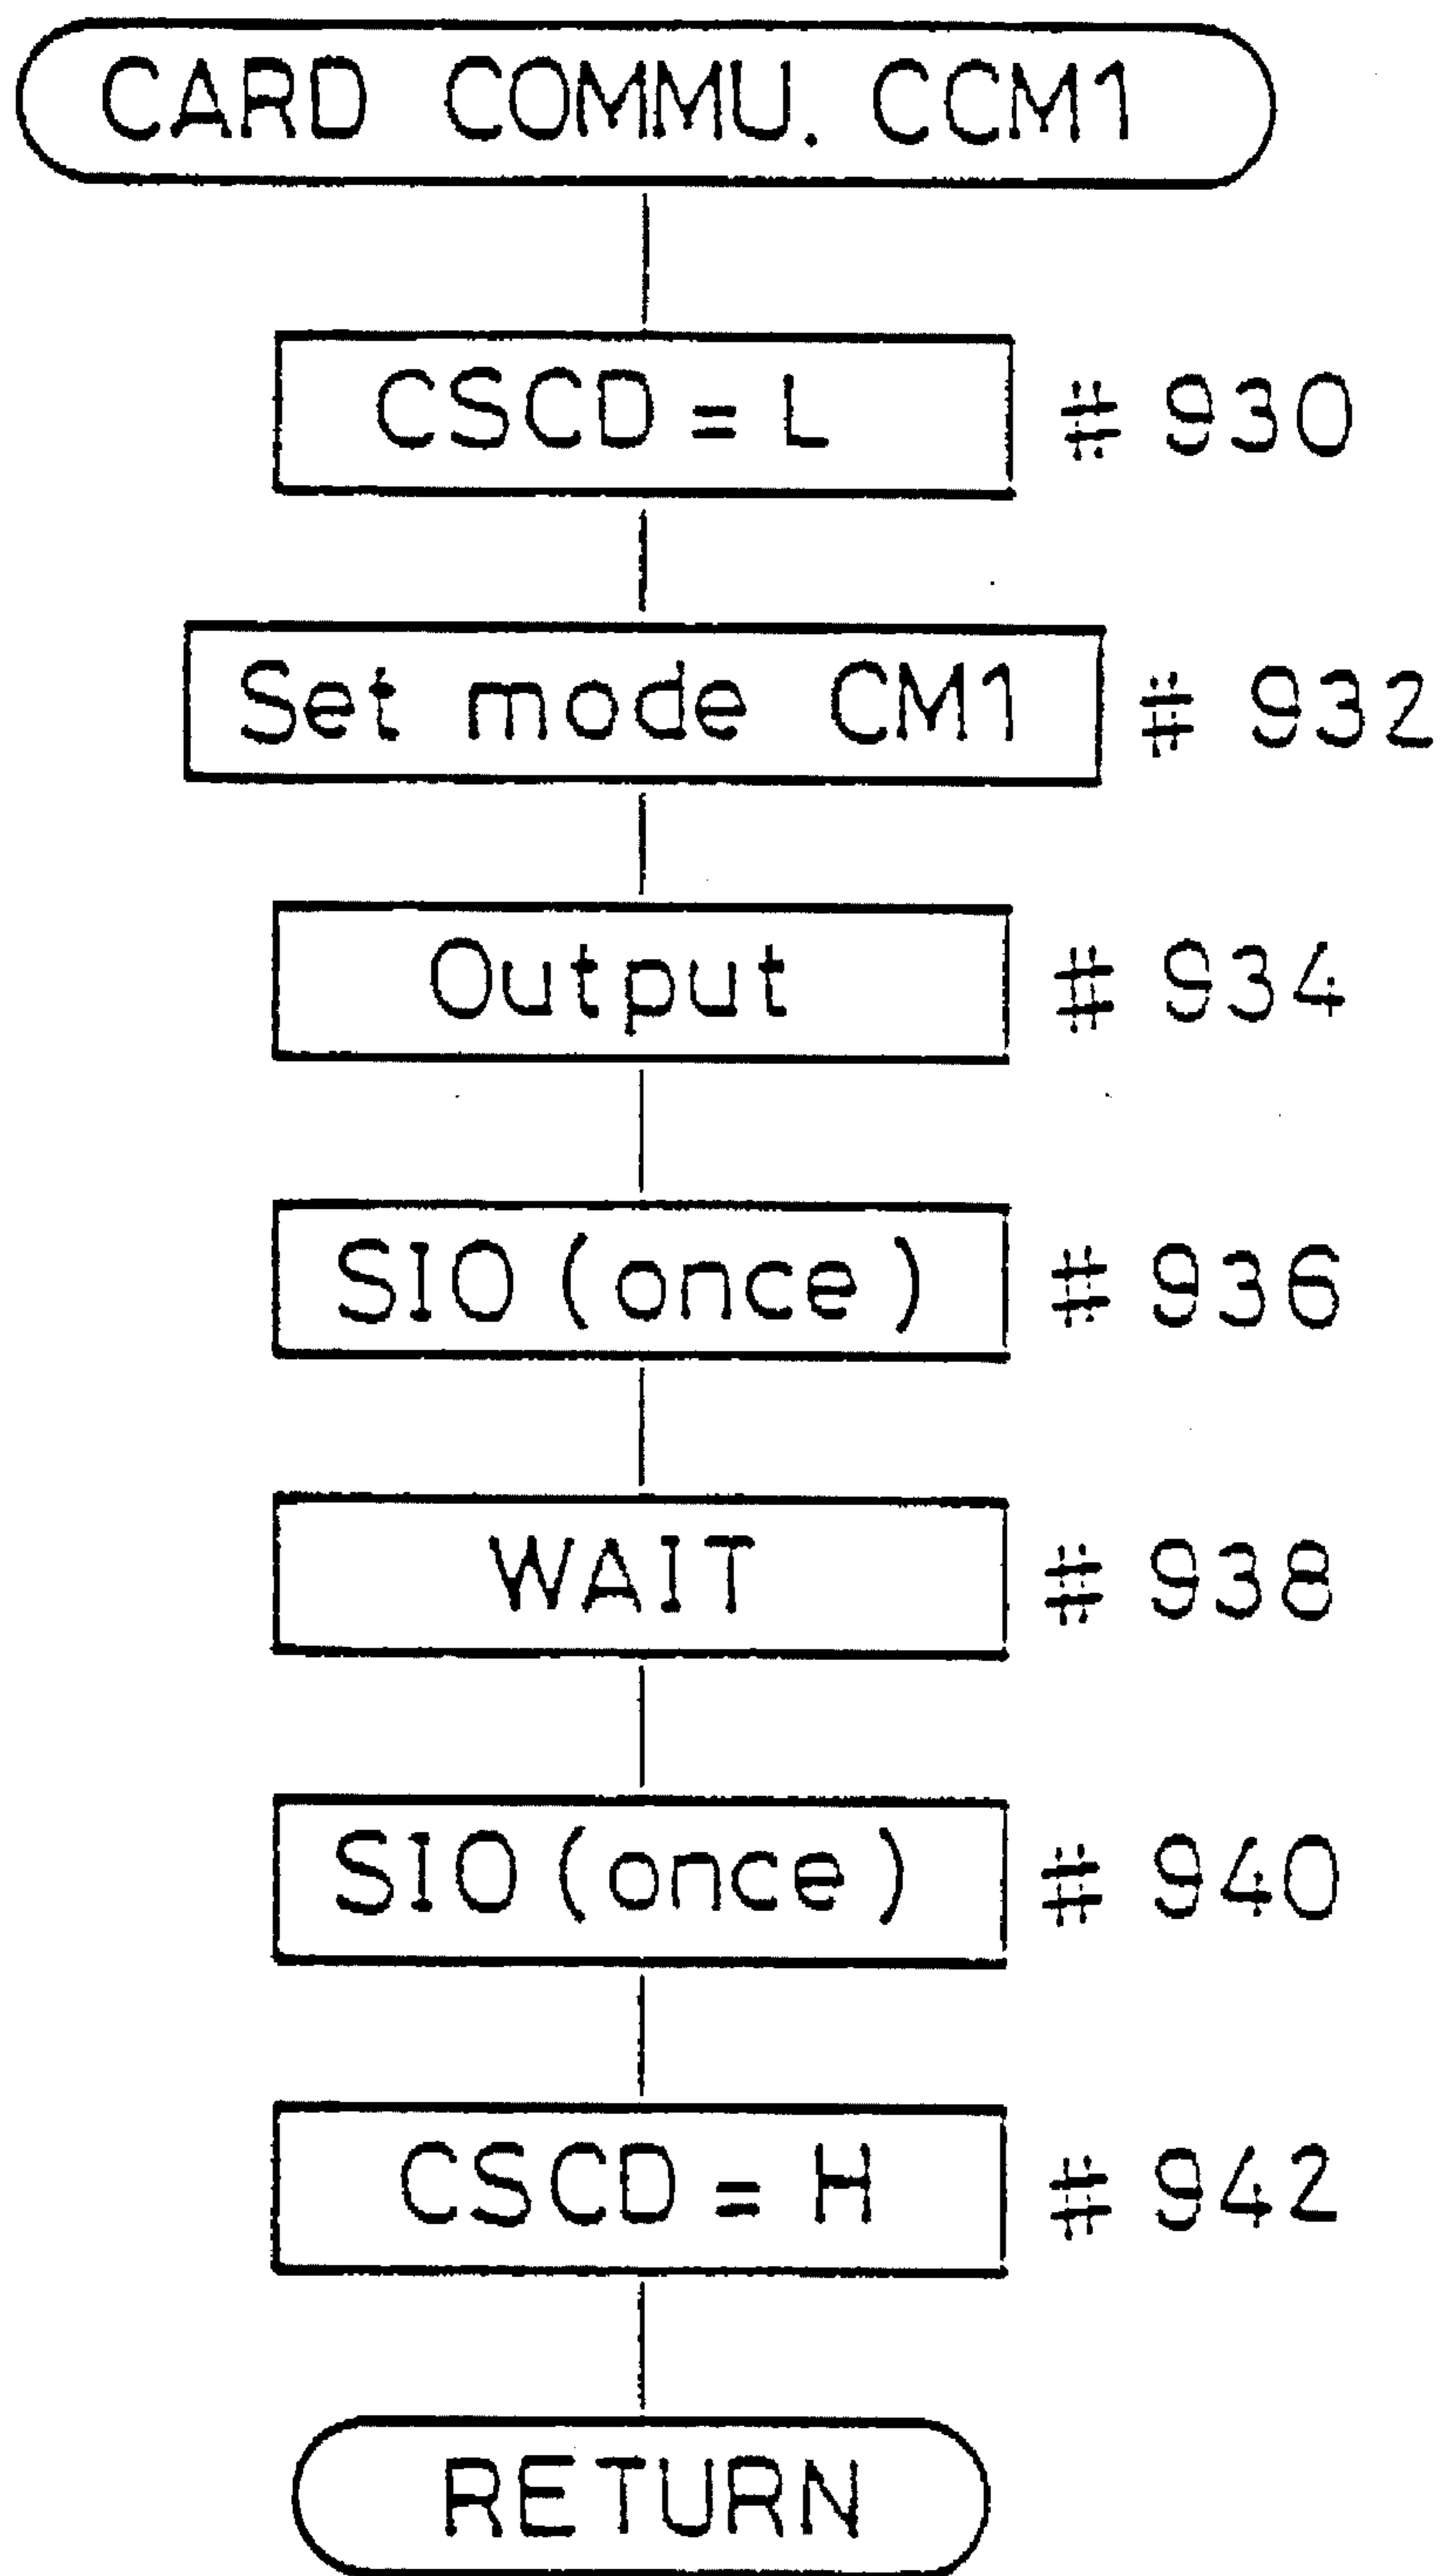 CARD COMMU. CCM1
CSCD = L # 930
Set mode CM1 # 932
Output # 934
SIO (once) # 936
WAIT # 938
SIO (once) # 940
CSCD = H # 942
RETURN